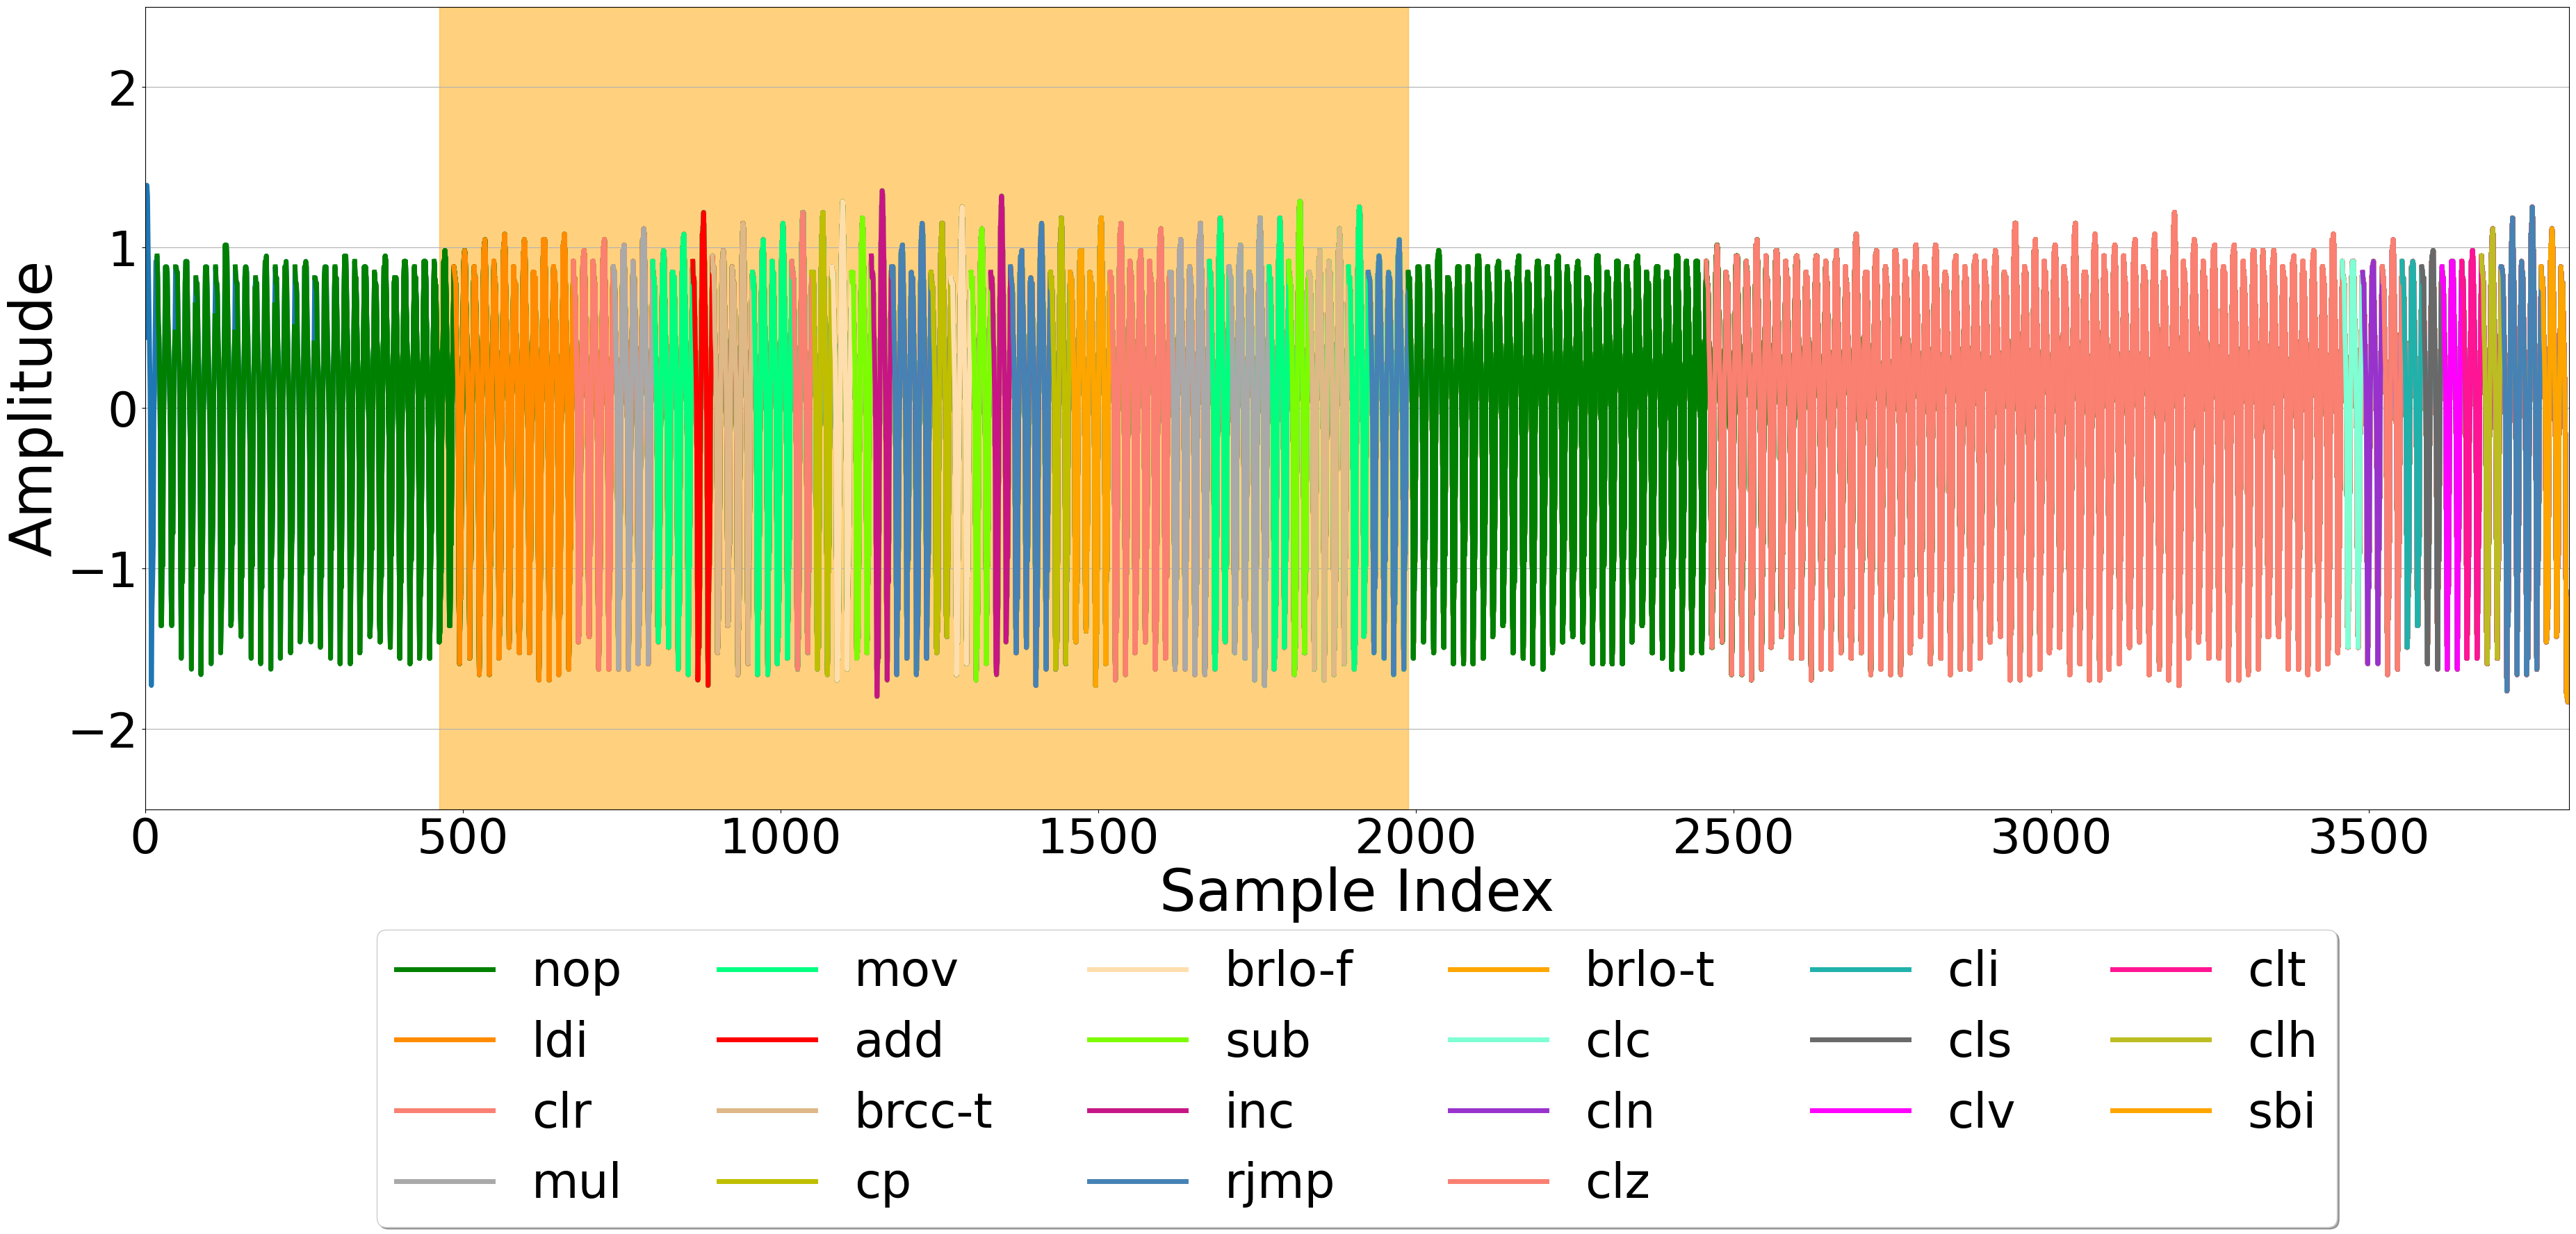 2
1
0
−1
−2
Amplitude
0 500 1000 1500 2000 2500 3000 3500
Sample Index
nop mov brlo-f brlo-t cli clt
ldi add sub clc cls clh
clr brcc-t inc cln clv sbi
mul cp rjmp clz